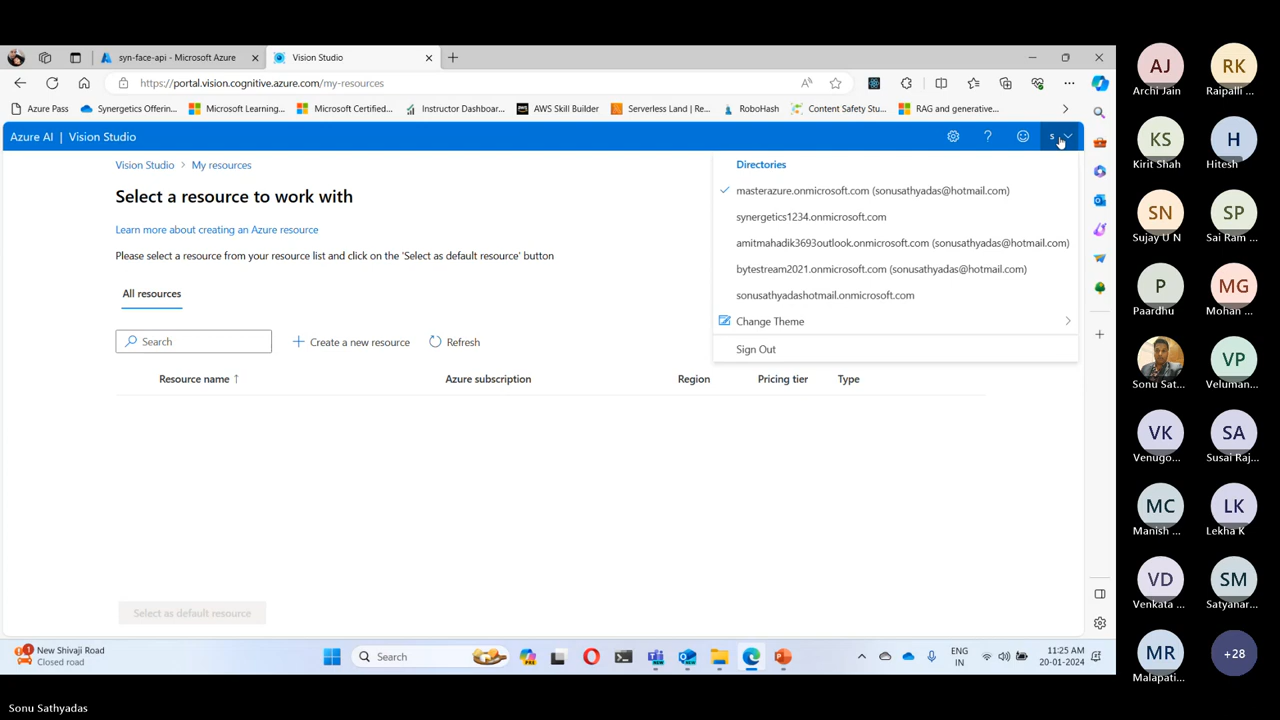 syn-face-api - Microsoft Azure
Vision Studio
https://portal.vision.cognitive.azure.com/my-resources
Azure Pass
Synergetics Offerin...
Microsoft Learning...
Microsoft Certified...
Instructor Dashboar...
AWS Skill Builder
Serverless Land | Re...
RoboHash
Content Safety Stu...
RAG and generative...
Azure AI | Vision Studio
s
Vision Studio > My resources
Select a resource to work with
Learn more about creating an Azure resource
Please select a resource from your resource list and click on the 'Select as default resource' button
All resources
Search
Create a new resource
Refresh
Resource name ↑
Azure subscription
Region
Pricing tier
Type
Select as default resource
Directories
masterazure.onmicrosoft.com (sonusathyadas@hotmail.com)
synergetics1234.onmicrosoft.com
amitmahadik3693outlook.onmicrosoft.com (sonusathyadas@hotmail.com)
bytestream2021.onmicrosoft.com (sonusathyadas@hotmail.com)
sonusathyadashotmail.onmicrosoft.com
Change Theme
Sign Out
New Shivaji Road
Closed road
Search
ENG
IN
11:25 AM
20-01-2024
AJ
Archi Jain
RK
Raipalli ...
KS
Kirit Shah
H
Hitesh
SN
Sujay U N
SP
Sai Ram ...
P
Paardhu
MG
Mohan ...
Sonu Sat...
VP
Veluman...
VK
Venugo...
SA
Susai Raj...
MC
Manish ...
LK
Lekha K
VD
Venkata ...
SM
Satyanar...
MR
Malapati...
+28
Sonu Sathyadas